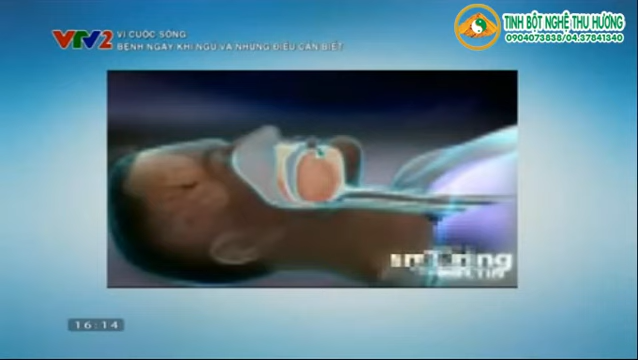 VTV2
VÌ CUỘC SỐNG
BỆNH NGÁY KHI NGỦ VÀ NHỮNG ĐIỀU CẦN BIẾT
TINH BỘT NGHỆ THU HƯƠNG
0904073838/04.37841340
16:14